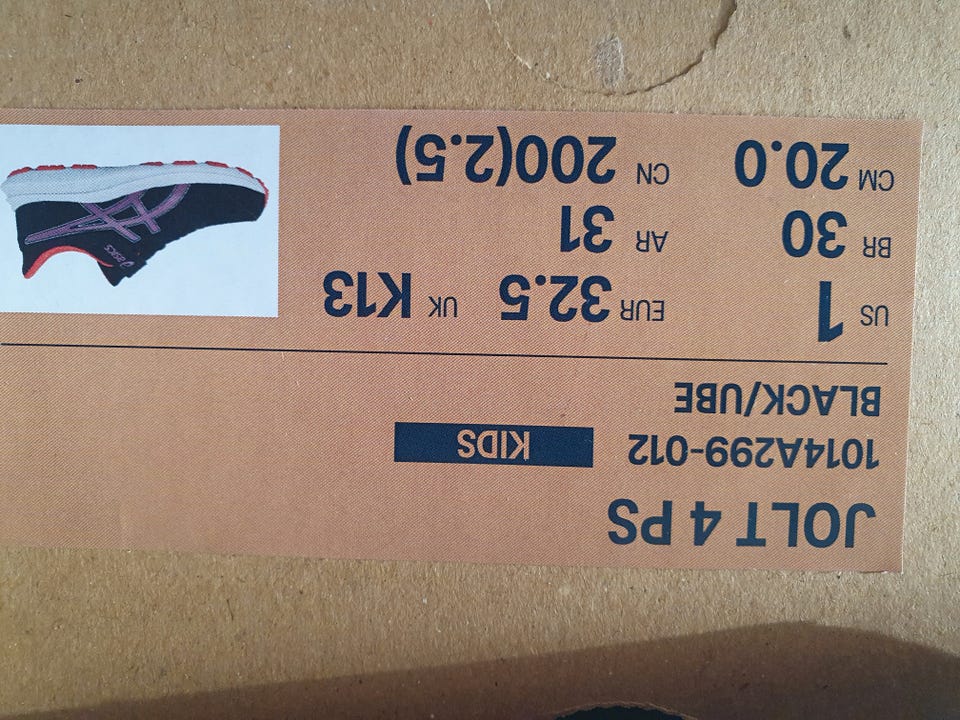 JOLT 4 PS
1014A299-012 KIDS
BLACK/UBE
US 1 EUR 32.5 UK K13
BR 30 AR 31
CM 20.0 CN 200(2.5)
asics